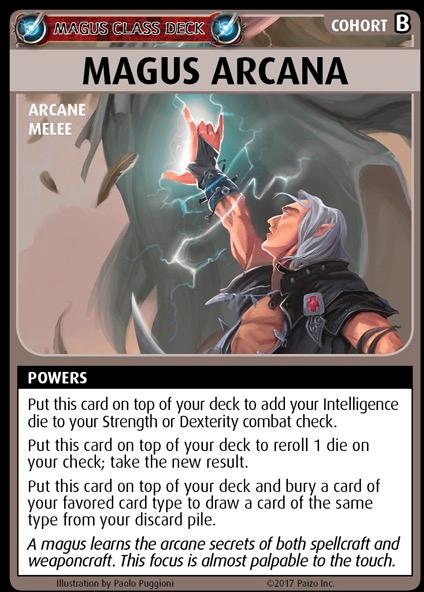 MAGUS CLASS DECK
COHORT B
MAGUS ARCANA
ARCANE
MELEE
POWERS
Put this card on top of your deck to add your Intelligence
die to your Strength or Dexterity combat check.
Put this card on top of your deck to reroll 1 die on
your check; take the new result.
Put this card on top of your deck and bury a card of
your favored card type to draw a card of the same
type from your discard pile.
A magus learns the arcane secrets of both spellcraft and
weaponcraft. This focus is almost palpable to the touch.
Illustration by Paolo Puggioni ©2017 Paizo Inc.